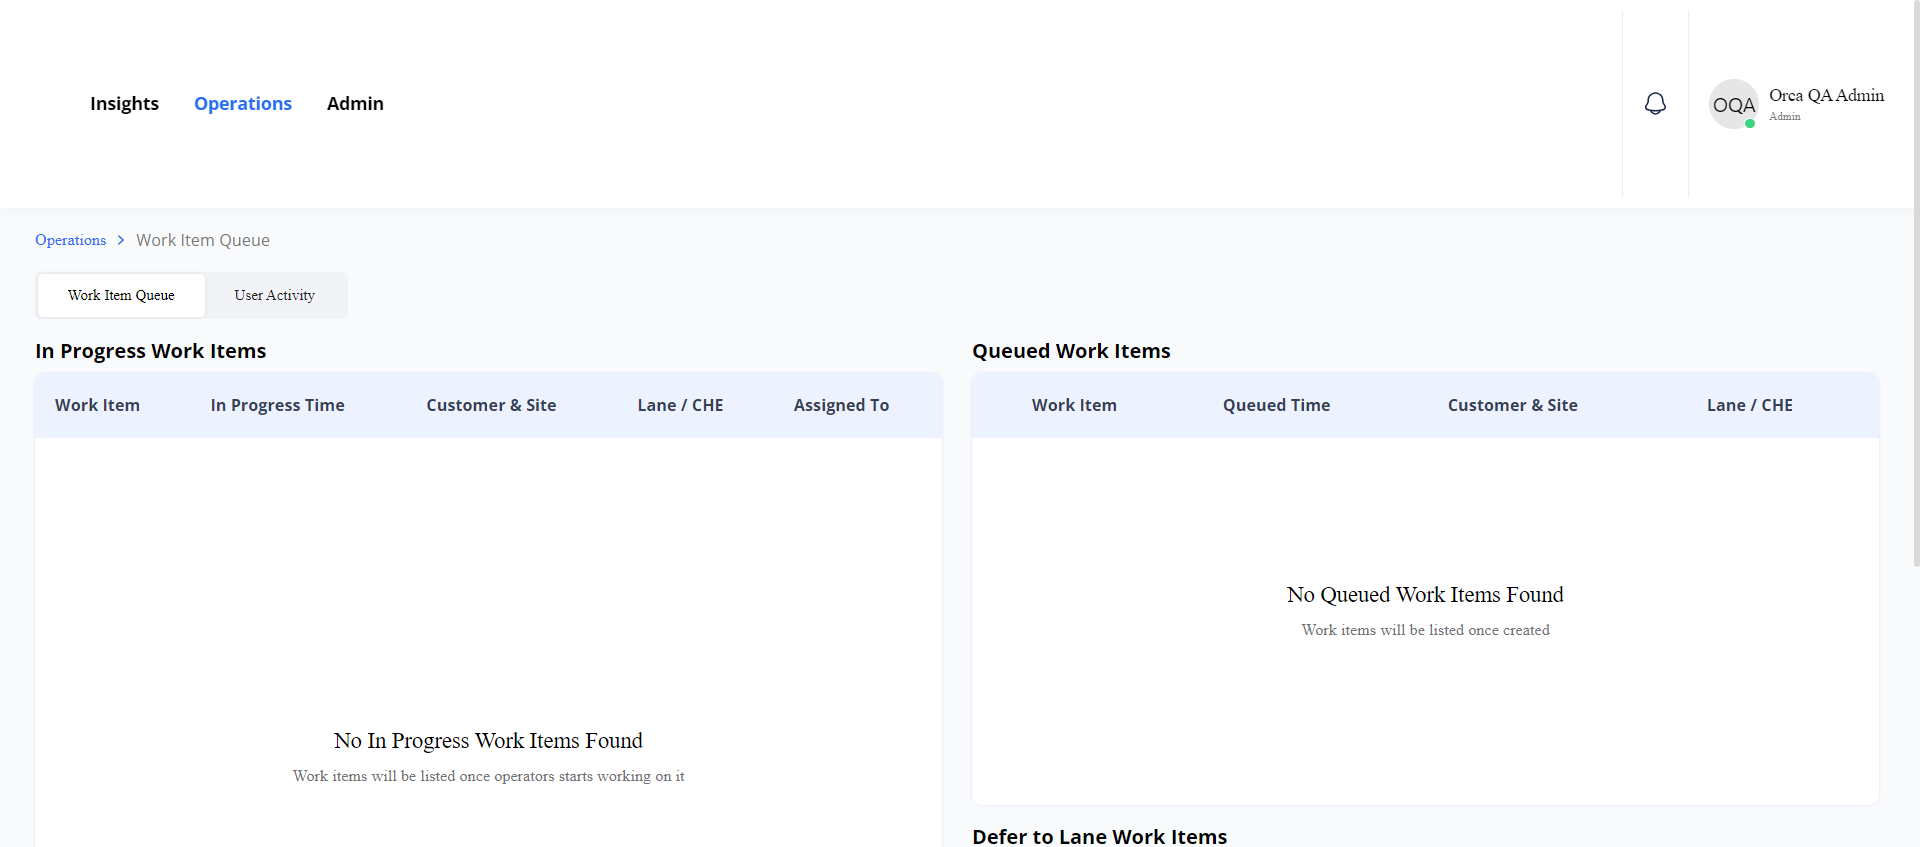 Insights Operations Admin
OQA
Orca QA Admin
Admin
Operations > Work Item Queue
Work Item Queue User Activity
In Progress Work Items
Work Item In Progress Time Customer & Site Lane / CHE Assigned To
No In Progress Work Items Found
Work items will be listed once operators starts working on it
Queued Work Items
Work Item Queued Time Customer & Site Lane / CHE
No Queued Work Items Found
Work items will be listed once created
Defer to Lane Work Items